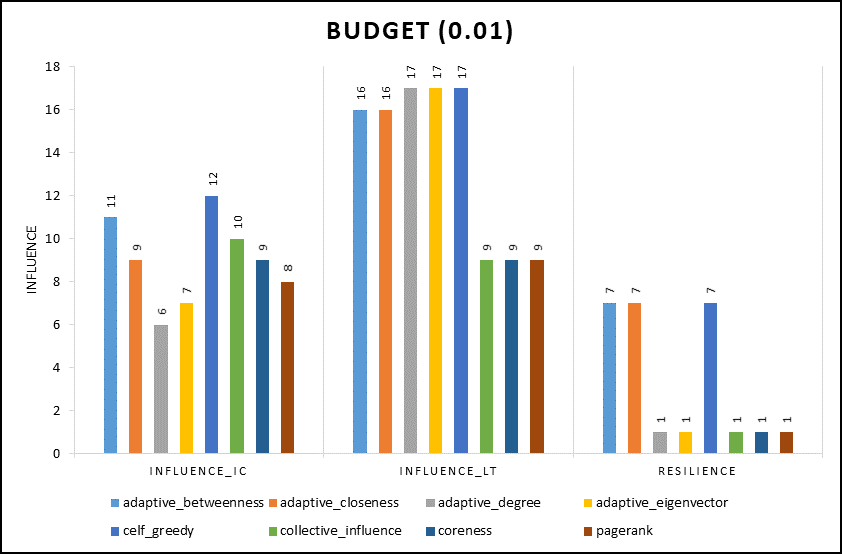 BUDGET (0.01)
INFLUENCE
18
16
14
12
10
8
6
4
2
0
11 9 6 7 12 10 9 8
16 16 17 17 17 9 9 9
7 7 1 1 7 1 1 1
INFLUENCE_IC INFLUENCE_LT RESILIENCE
adaptive_betweenness adaptive_closeness adaptive_degree adaptive_eigenvector
celf_greedy collective_influence coreness pagerank